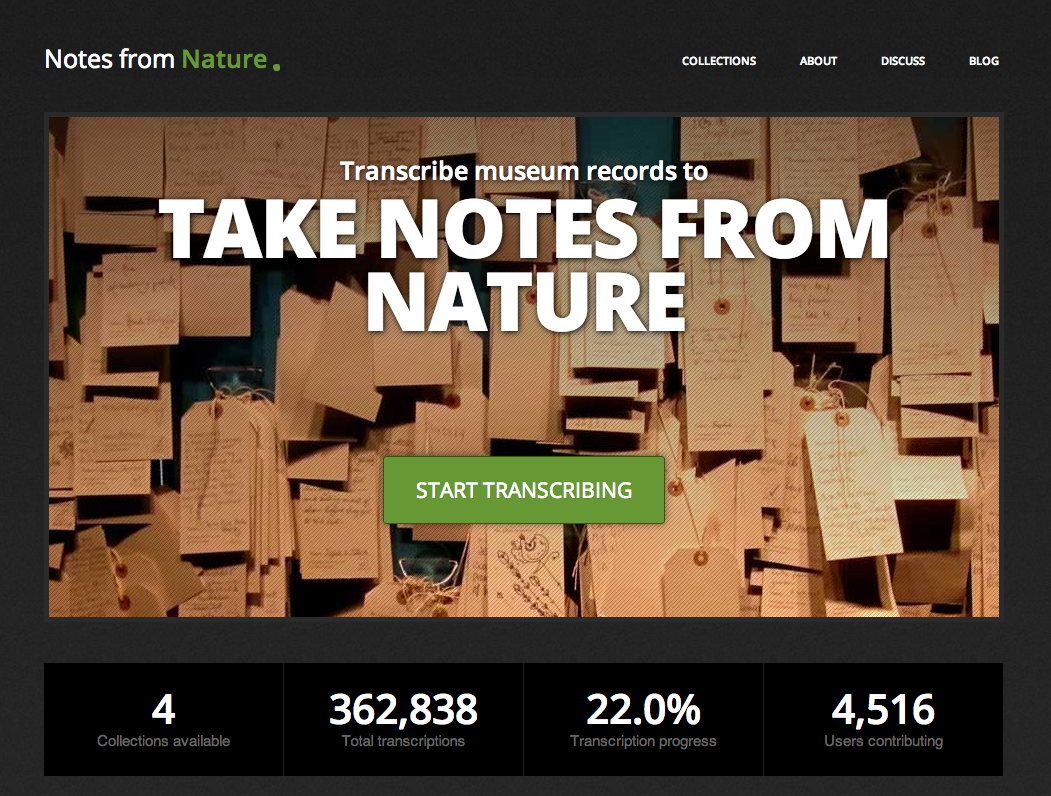 Notes from Nature.
COLLECTIONS ABOUT DISCUSS BLOG
Transcribe museum records to
TAKE NOTES FROM
NATURE
START TRANSCRIBING
4
Collections available
362,838
Total transcriptions
22.0%
Transcription progress
4,516
Users contributing